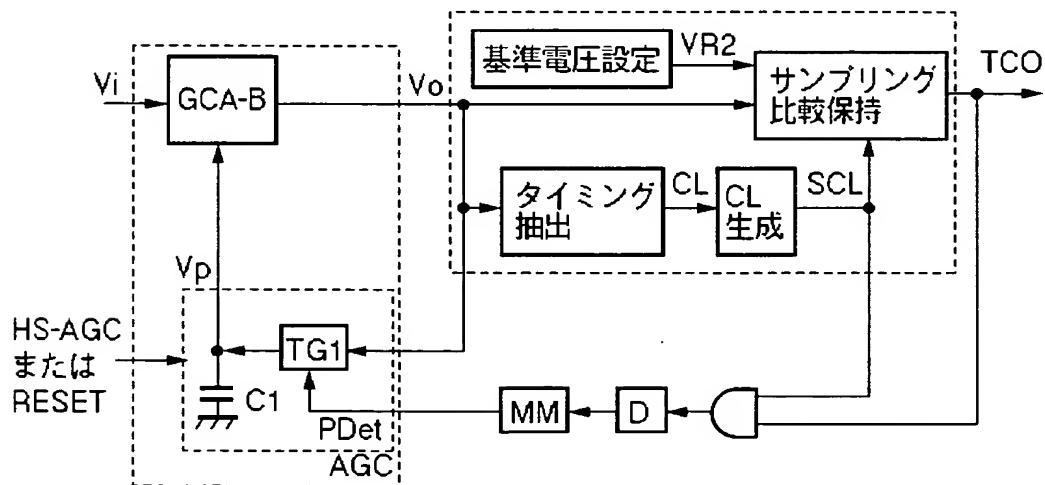 基準電圧設定
VR2
サンプリング
比較保持
TCO
Vi
GCA-B
Vo
タイミング
抽出
CL
CL
生成
SCL
Vp
HS-AGC
または
RESET
TG1
C1
PDet
AGC
MM
D